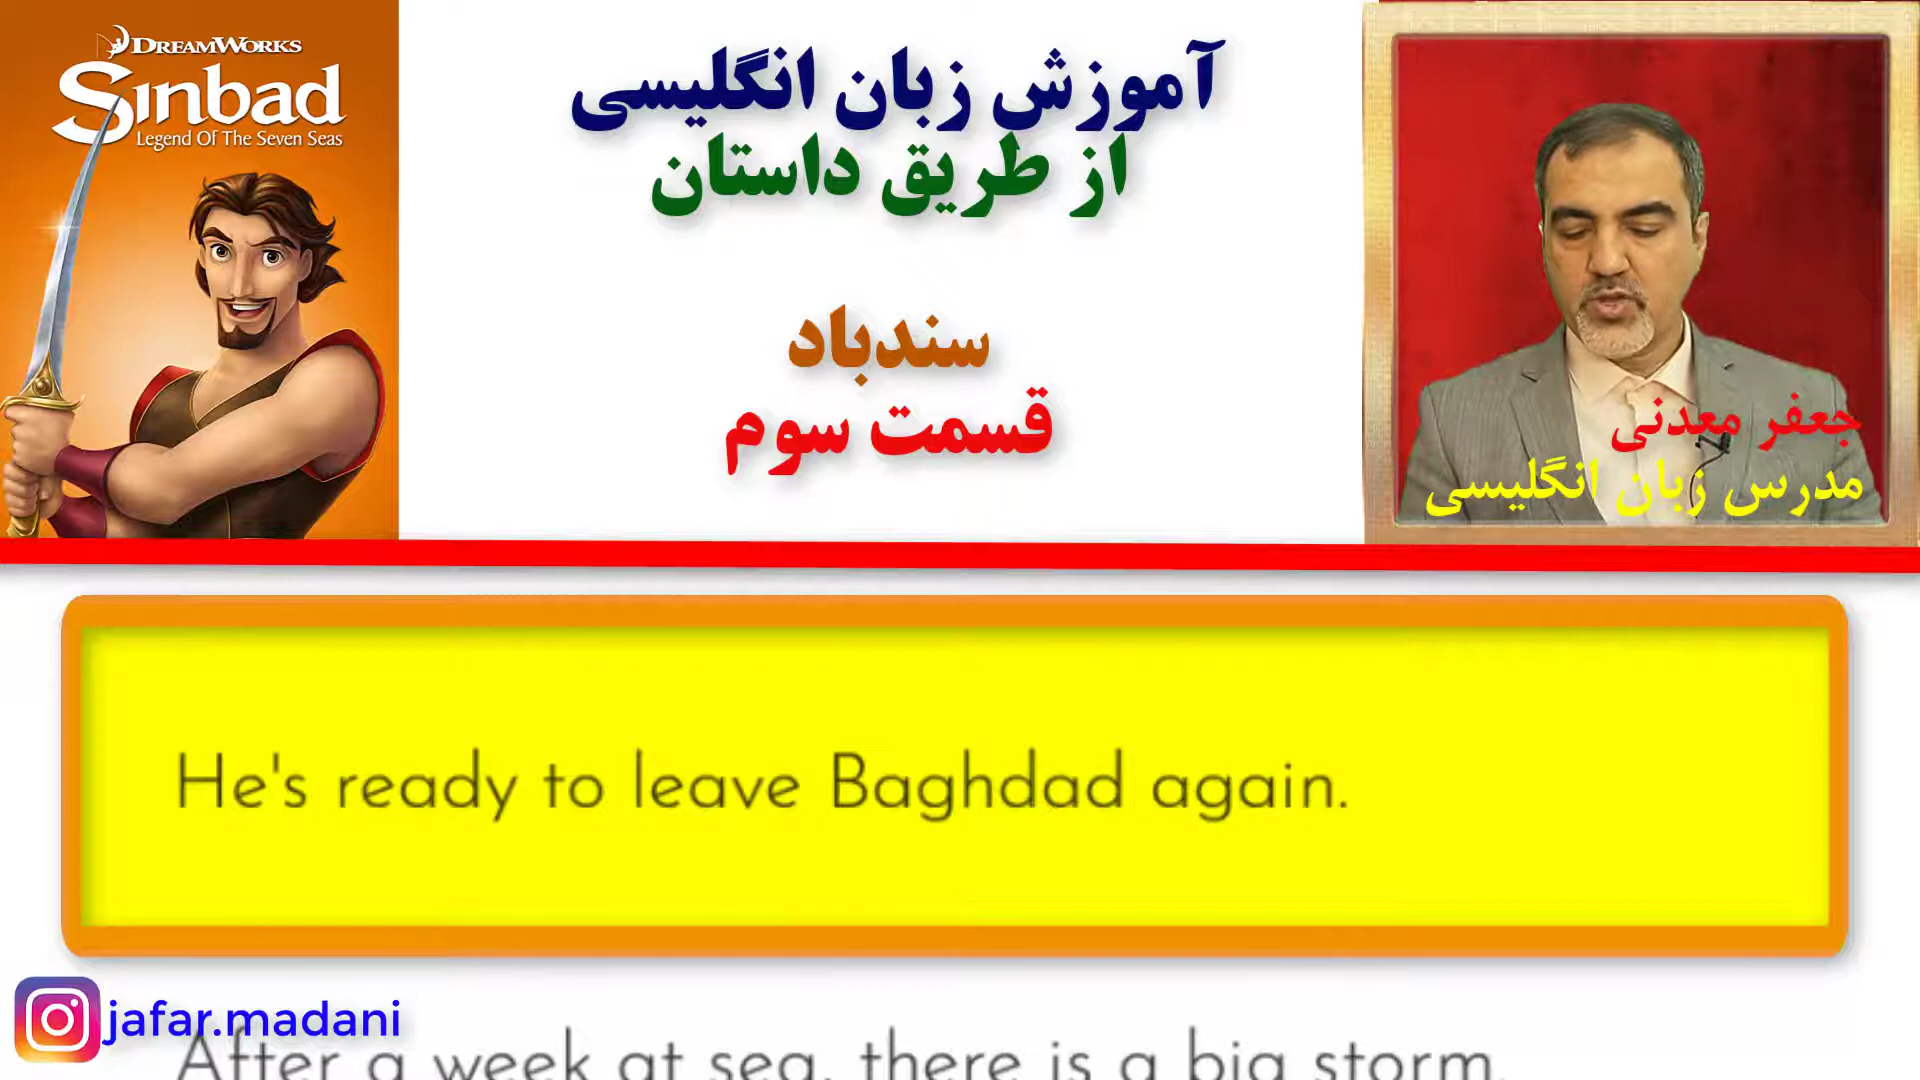 DREAMWORKS
Sinbad
Legend Of The Seven Seas
آموزش زبان انگلیسی
از طریق داستان
سندباد
قسمت سوم
جعفر معدنی
مدرس زبان انگلیسی
He's ready to leave Baghdad again.
jafar.madani
After a week at sea, there is a big storm.